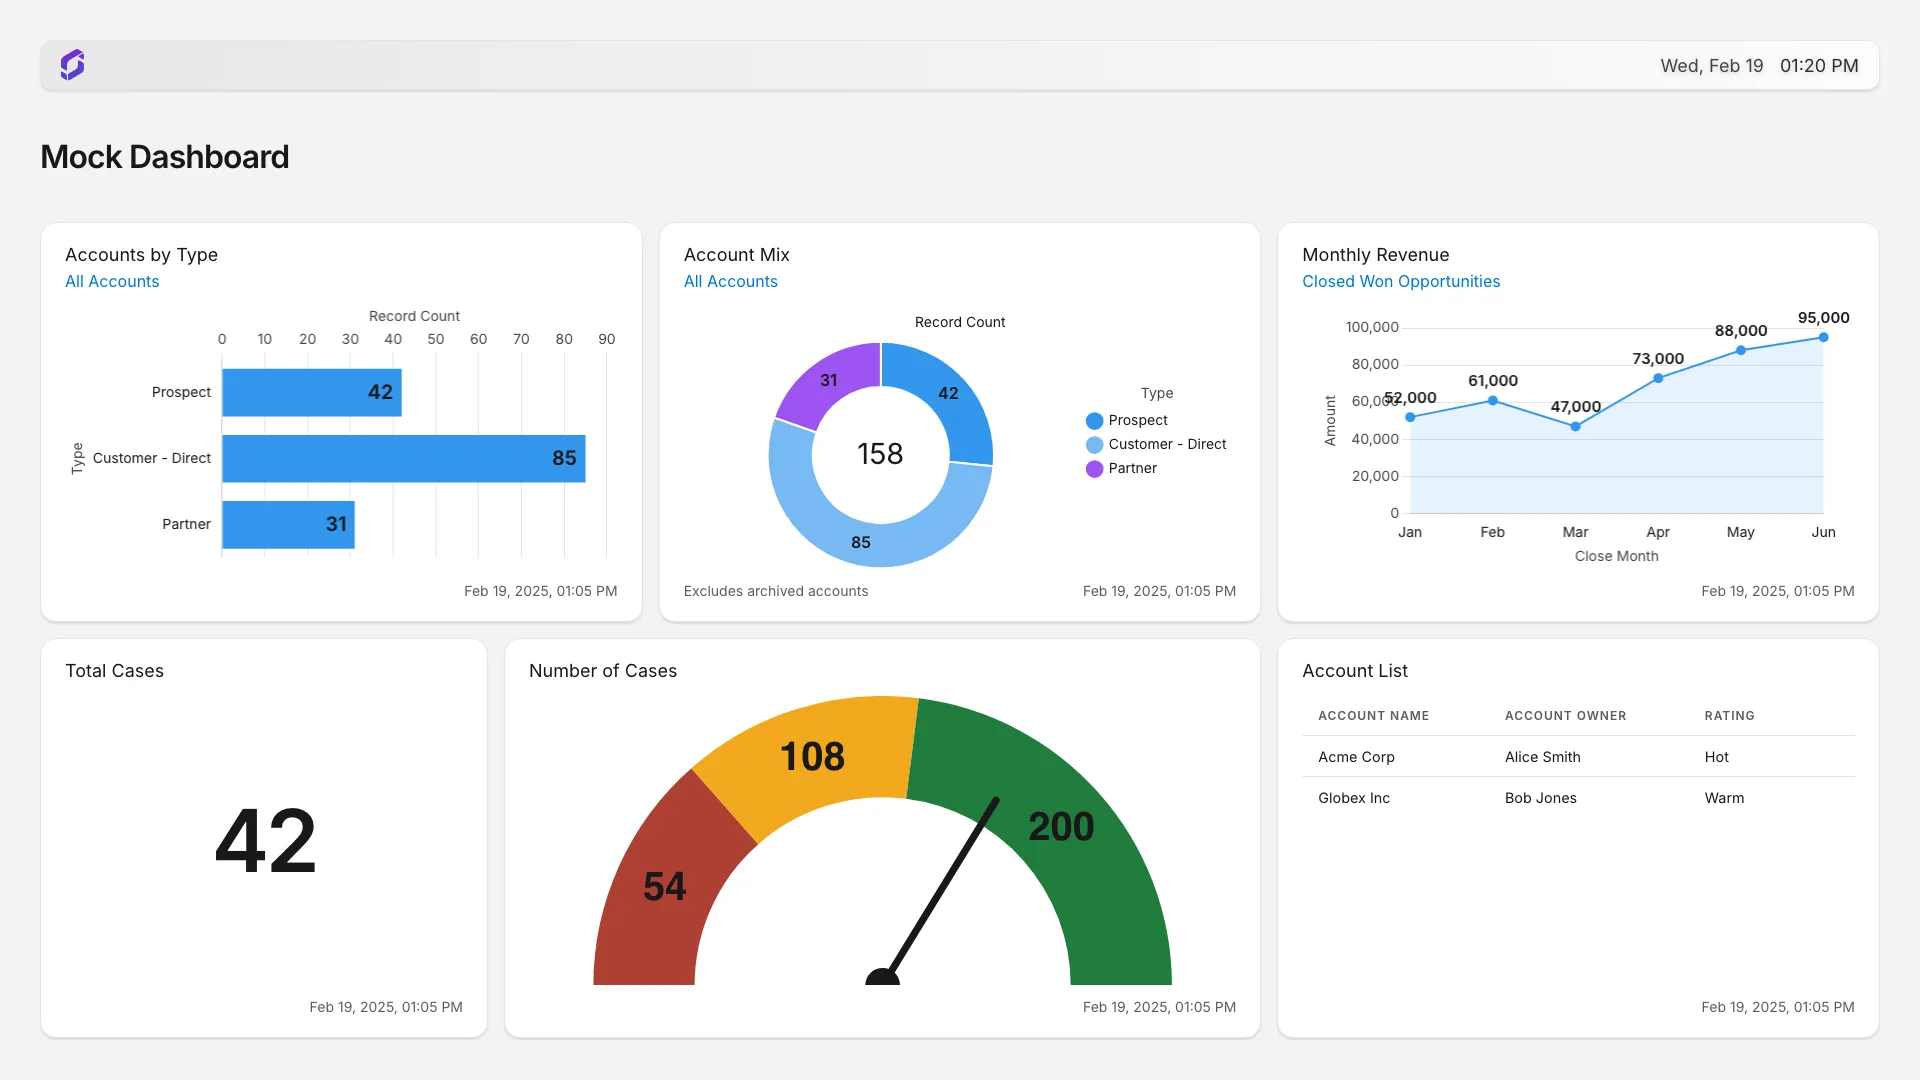 Wed, Feb 19 01:20 PM
Mock Dashboard
Accounts by Type
All Accounts
Record Count
0 10 20 30 40 50 60 70 80 90
Type
Prospect 42
Customer - Direct 85
Partner 31
Feb 19, 2025, 01:05 PM
Account Mix
All Accounts
Record Count
31
42
158
85
Type
Prospect
Customer - Direct
Partner
Excludes archived accounts
Feb 19, 2025, 01:05 PM
Monthly Revenue
Closed Won Opportunities
Amount
100,000
80,000
60,000
40,000
20,000
0
52,000
61,000
47,000
73,000
88,000
95,000
Jan Feb Mar Apr May Jun
Close Month
Feb 19, 2025, 01:05 PM
Total Cases
42
Feb 19, 2025, 01:05 PM
Number of Cases
54
108
200
Feb 19, 2025, 01:05 PM
Account List
ACCOUNT NAME ACCOUNT OWNER RATING
Acme Corp Alice Smith Hot
Globex Inc Bob Jones Warm
Feb 19, 2025, 01:05 PM